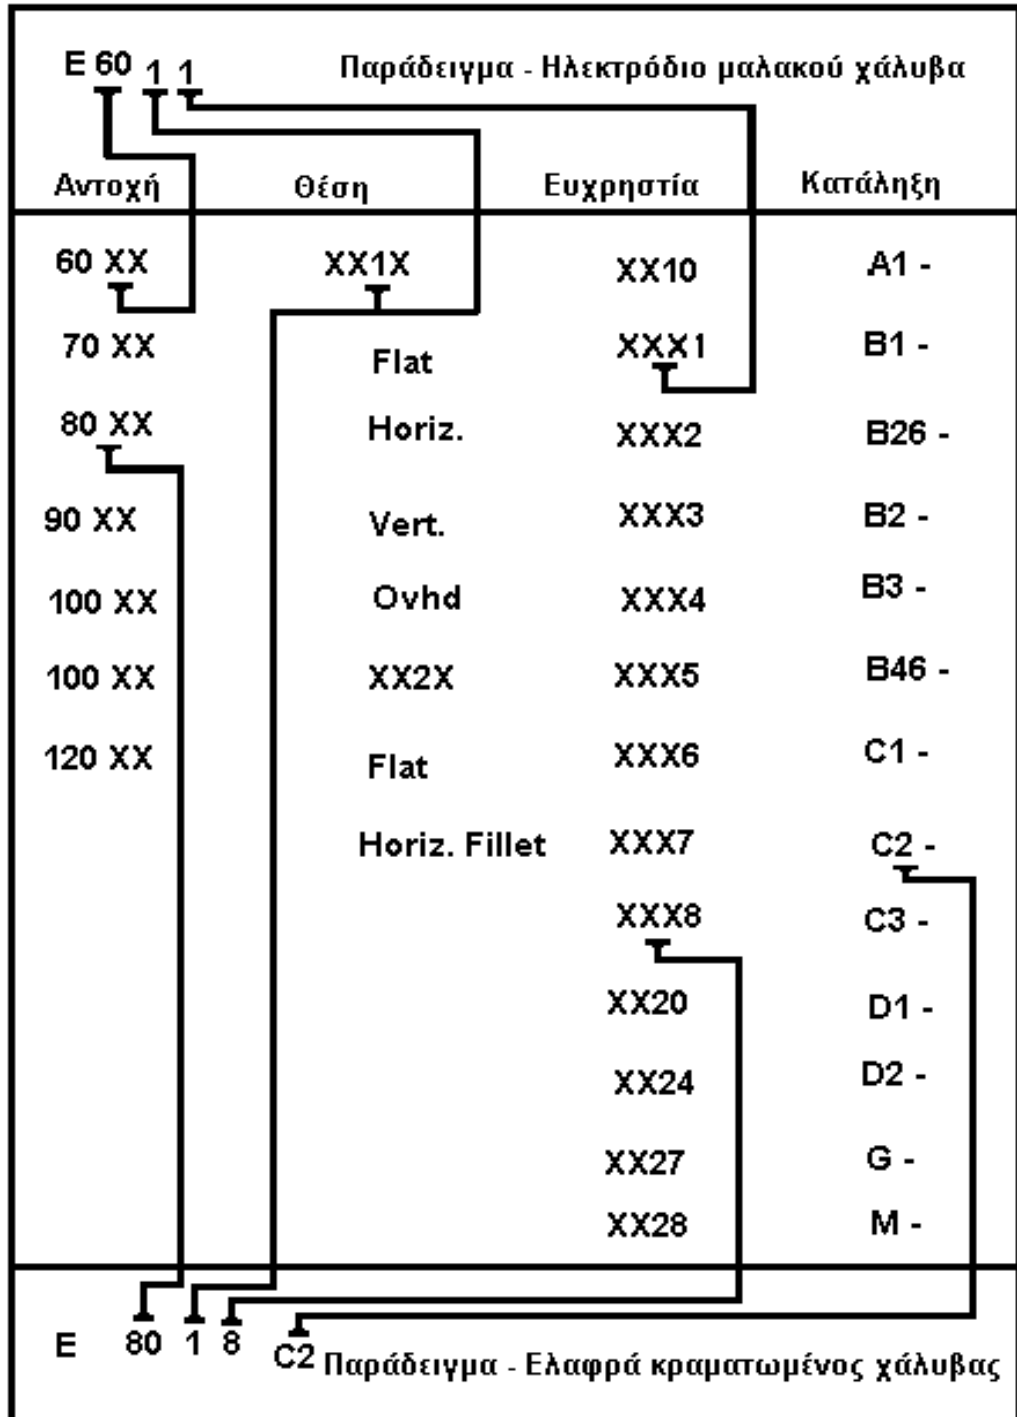 E 60 1 1 Παράδειγμα - Ηλεκτρόδιο μαλακού χάλυβα
Αντοχή Θέση Ευχρηστία Κατάληξη
60 XX XX1X XX10 A1 -
70 XX Flat XXX1 B1 -
80 XX Horiz. XXX2 B26 -
90 XX Vert. XXX3 B2 -
100 XX Ovhd XXX4 B3 -
100 XX XX2X XXX5 B46 -
120 XX Flat XXX6 C1 -
Horiz. Fillet XXX7 C2 -
XXX8 C3 -
XX20 D1 -
XX24 D2 -
XX27 G -
XX28 M -
E 80 1 8 C2 Παράδειγμα - Ελαφρά κραματωμένος χάλυβας